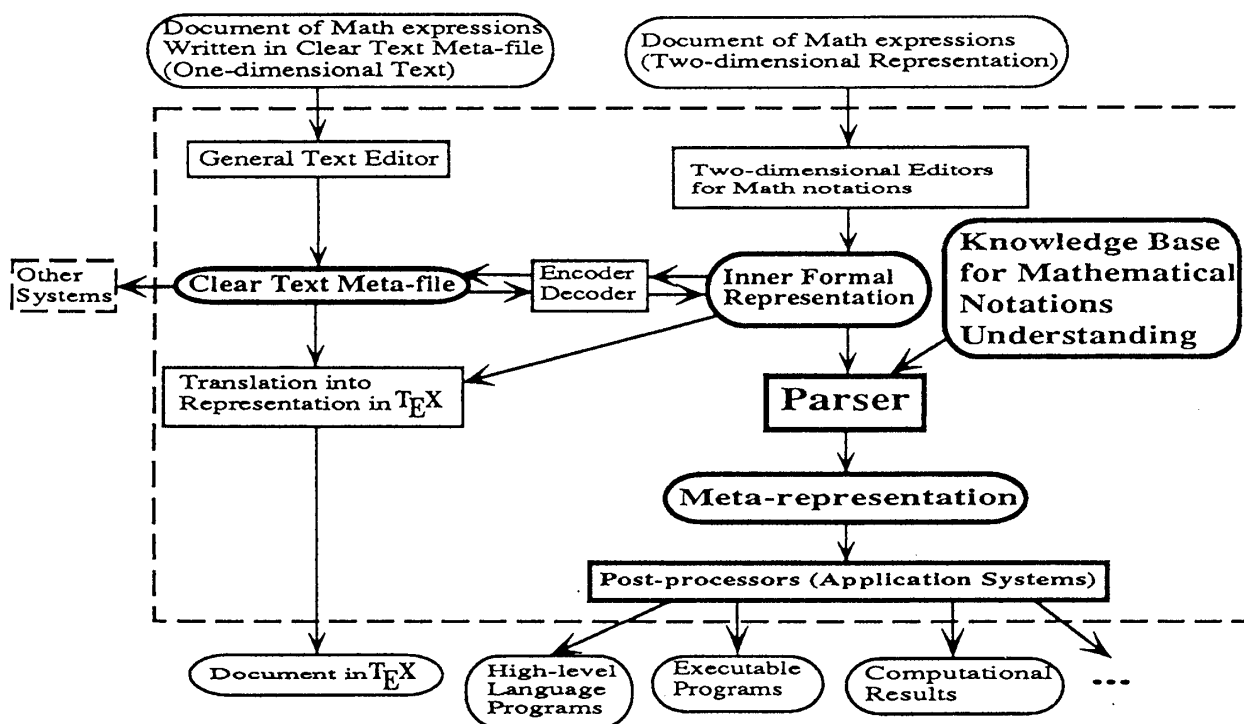 Document of Math expressions
Written in Clear Text Meta-file
(One-dimensional Text)
Document of Math expressions
(Two-dimensional Representation)
General Text Editor
Two-dimensional Editors
for Math notations
Other
Systems
Clear Text Meta-file
Encoder
Decoder
Inner Formal
Representation
Knowledge Base
for Mathematical
Notations
Understanding
Translation into
Representation in TEX
Parser
Meta-representation
Post-processors (Application Systems)
Document in TEX
High-level
Language
Programs
Executable
Programs
Computational
Results
...